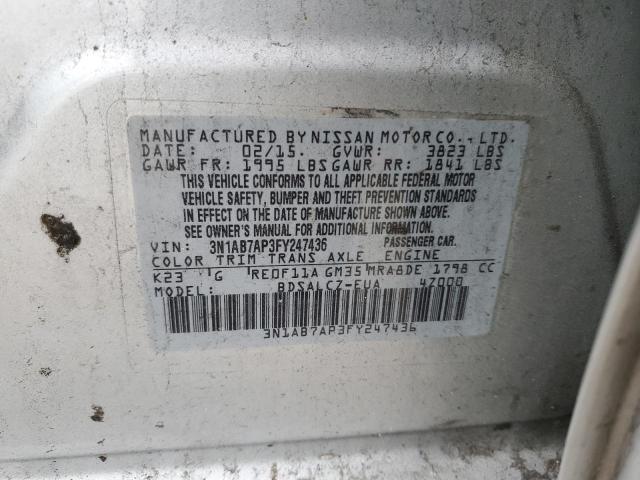 MANUFACTURED BY NISSAN MOTOR CO., LTD.
DATE: 02/15. GVWR: 3823 LBS
GAWR FR: 1995 LBS GAWR RR: 1841 LBS
THIS VEHICLE CONFORMS TO ALL APPLICABLE FEDERAL MOTOR
VEHICLE SAFETY, BUMPER AND THEFT PREVENTION STANDARDS
IN EFFECT ON THE DATE OF MANUFACTURE SHOWN ABOVE.
SEE OWNER'S MANUAL FOR ADDITIONAL INFORMATION
VIN: 3N1AB7AP3FY247436 PASSENGER CAR.
COLOR TRIM TRANS AXLE ENGINE
K23 G RE0F11A GM35 MRA8DE 1798 CC
MODEL BDSALCZ-EUA 4Z000
3N1AB7AP3FY247436